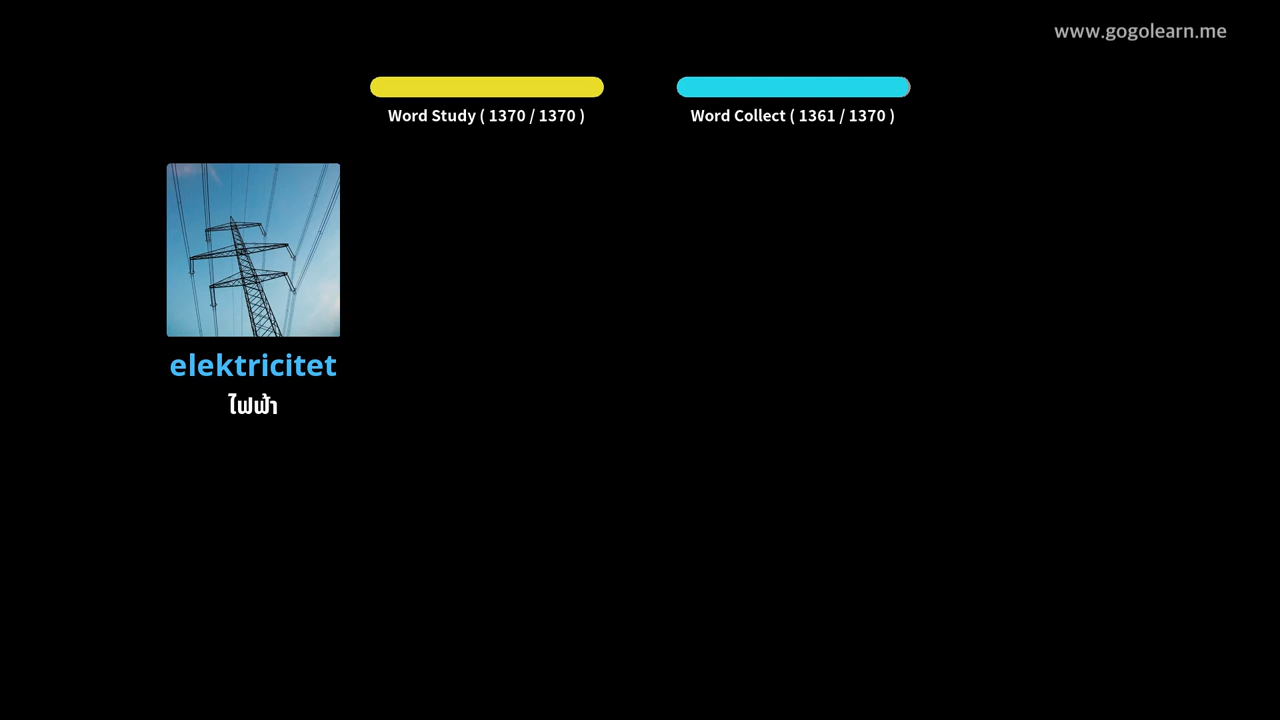 www.gogolearn.me
Word Study ( 1370 / 1370 )
Word Collect ( 1361 / 1370 )
elektricitet
ไฟฟ้า